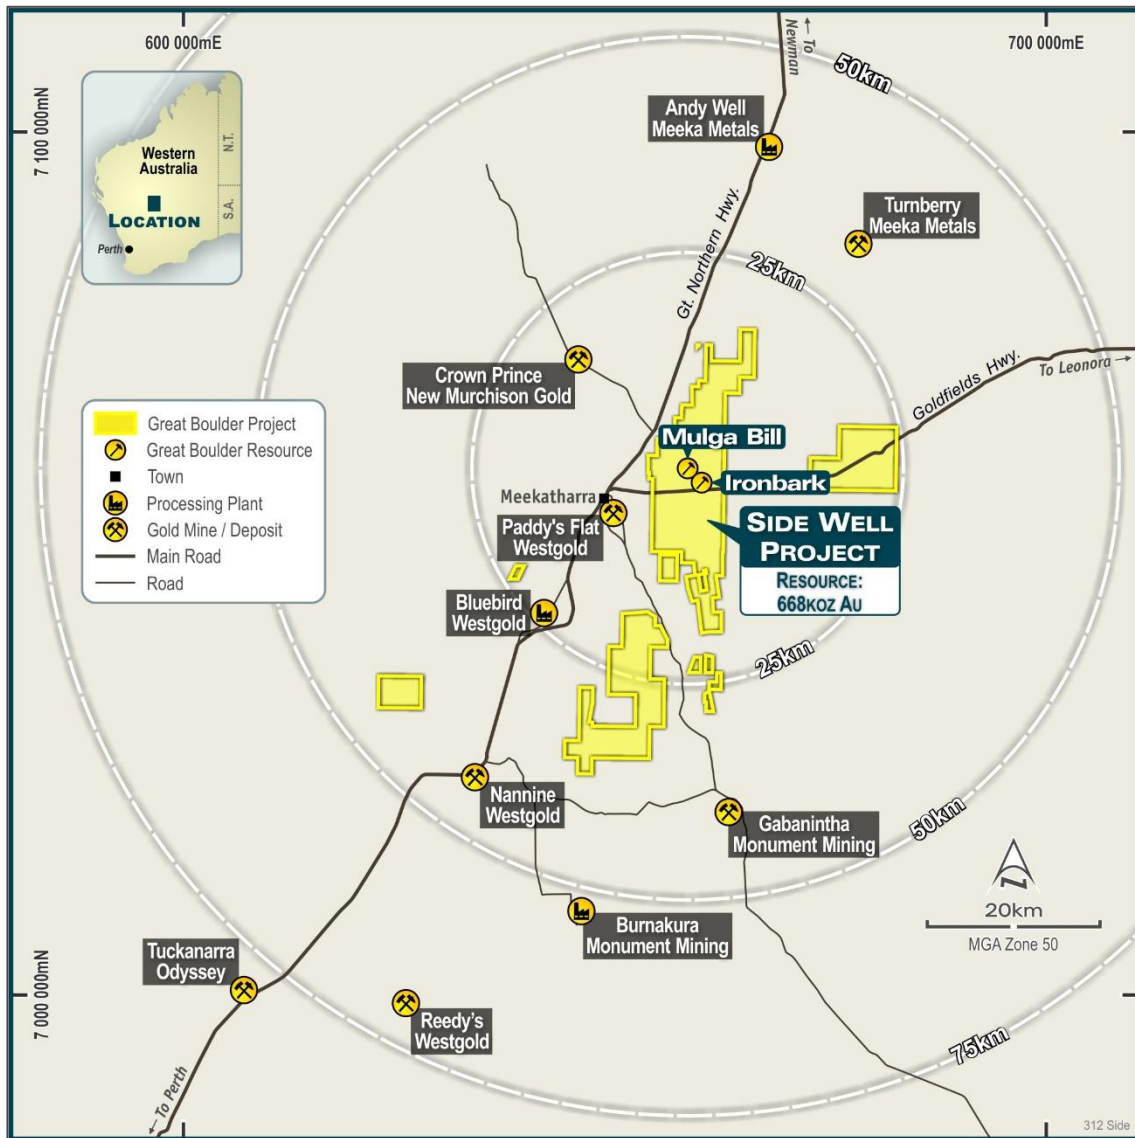 600 000mE
700 000mE
7 100 000mN
7 000 000mN
Western
Australia
LOCATION
Perth
N.T.
S.A.
← To
Newman
50km
Andy Well
Meeka Metals
Turnberry
Meeka Metals
25km
Gt. Northern Hwy.
Goldfields Hwy.
To Leonora →
Crown Prince
New Murchison Gold
Great Boulder Project
Great Boulder Resource
Town
Processing Plant
Gold Mine / Deposit
Main Road
Road
Mulga Bill
Ironbark
Meekatharra
Paddy's Flat
Westgold
SIDE WELL
PROJECT
RESOURCE:
668KOZ AU
Bluebird
Westgold
25km
Nannine
Westgold
Gabanintha
Monument Mining
50km
N
20km
MGA Zone 50
Burnakura
Monument Mining
Tuckanarra
Odyssey
Reedy's
Westgold
75km
← To Perth
312 Side